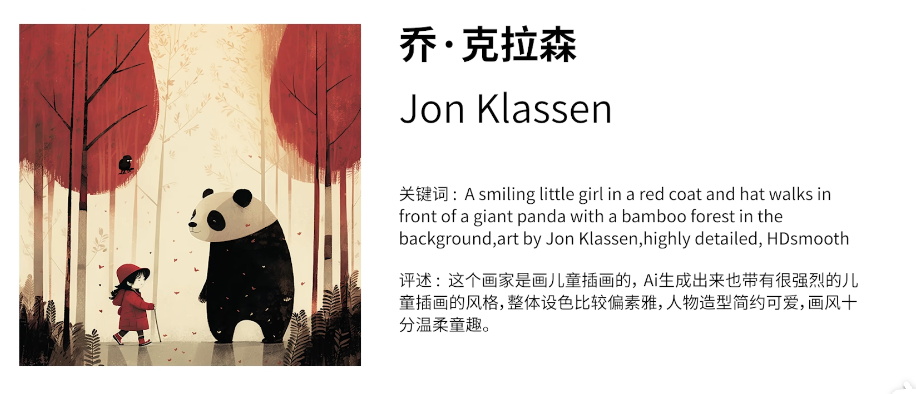 乔·克拉森
Jon Klassen
关键词：A smiling little girl in a red coat and hat walks in
front of a giant panda with a bamboo forest in the
background,art by Jon Klassen,highly detailed, HDsmooth
评述：这个画家是画儿童插画的，Ai生成出来也带有很强烈的儿
童插画的风格，整体设色比较偏素雅，人物造型简约可爱，画风十
分温柔童趣。